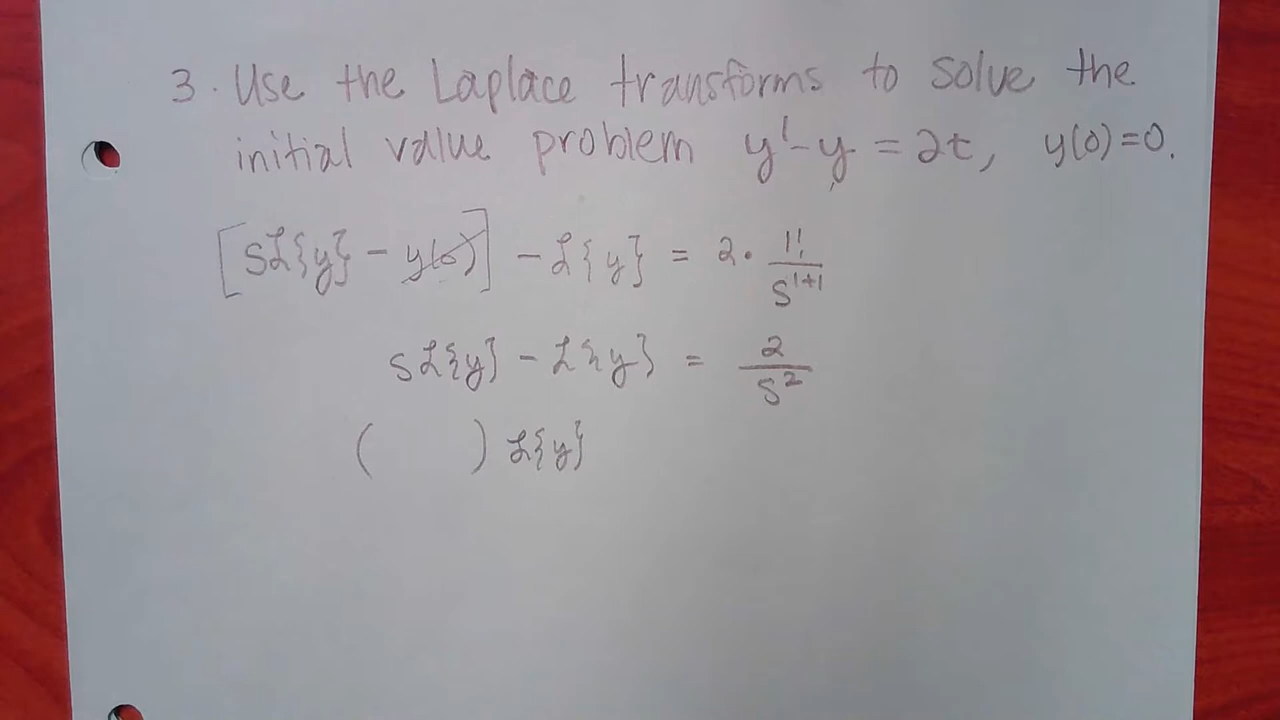 3. Use the Laplace transforms to solve the
initial value problem y' - y = 2t, y(0) = 0.
[sℒ{y} - y(0)] - ℒ{y} = 2 · 1!/s^(1+1)
sℒ{y} - ℒ{y} = 2/s^2
(      ) ℒ{y}